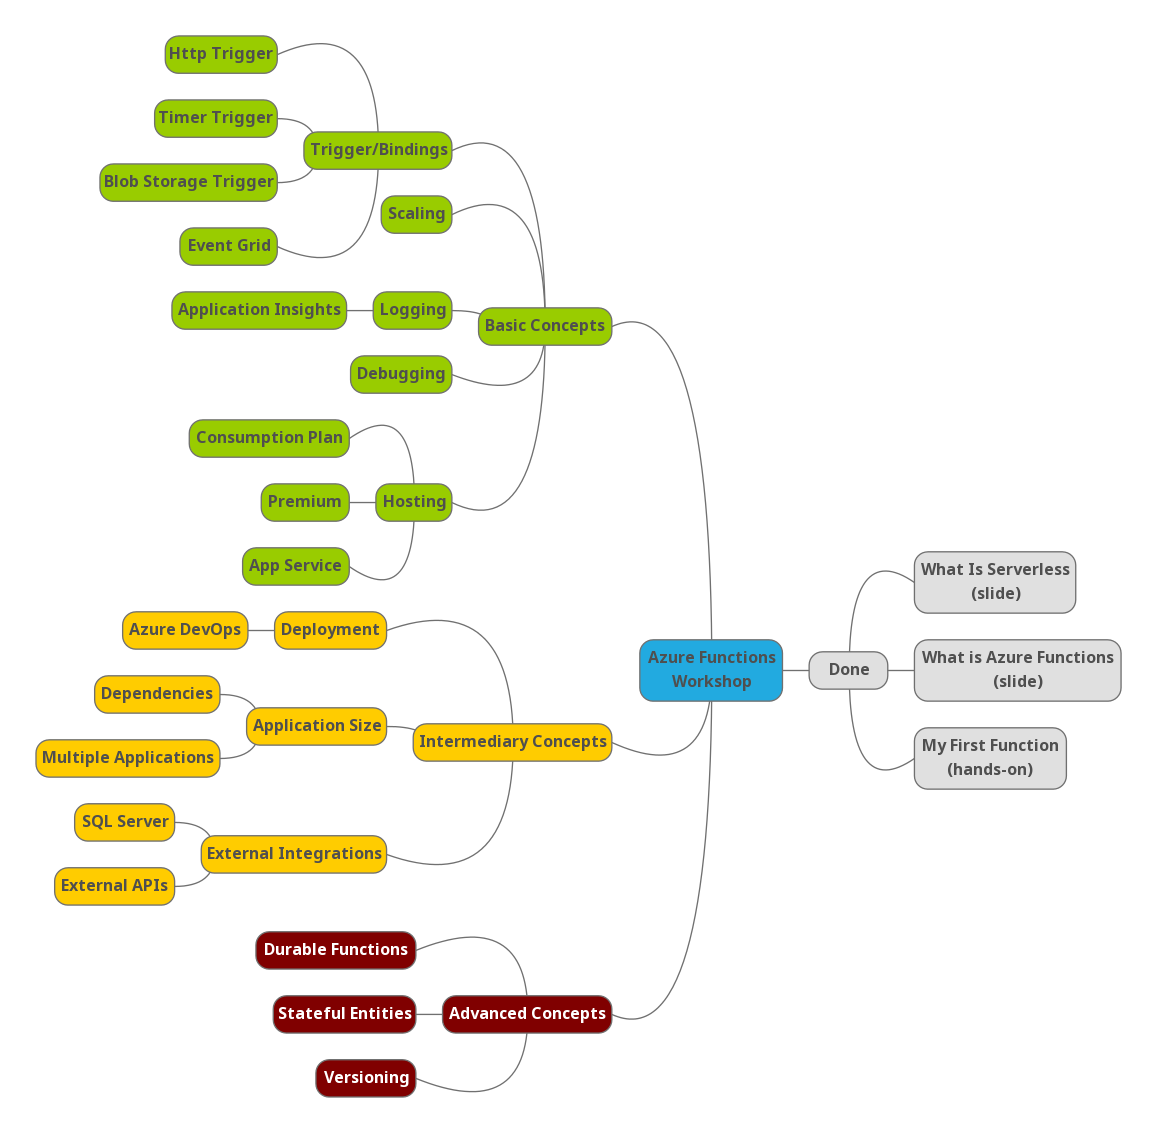 Http Trigger
Timer Trigger
Trigger/Bindings
Blob Storage Trigger
Scaling
Event Grid
Application Insights
Logging
Basic Concepts
Debugging
Consumption Plan
Premium
Hosting
App Service
Azure DevOps
Deployment
Dependencies
Application Size
Intermediary Concepts
Multiple Applications
SQL Server
External Integrations
External APIs
Durable Functions
Stateful Entities
Advanced Concepts
Versioning
Azure Functions
Workshop
Done
What Is Serverless
(slide)
What is Azure Functions
(slide)
My First Function
(hands-on)